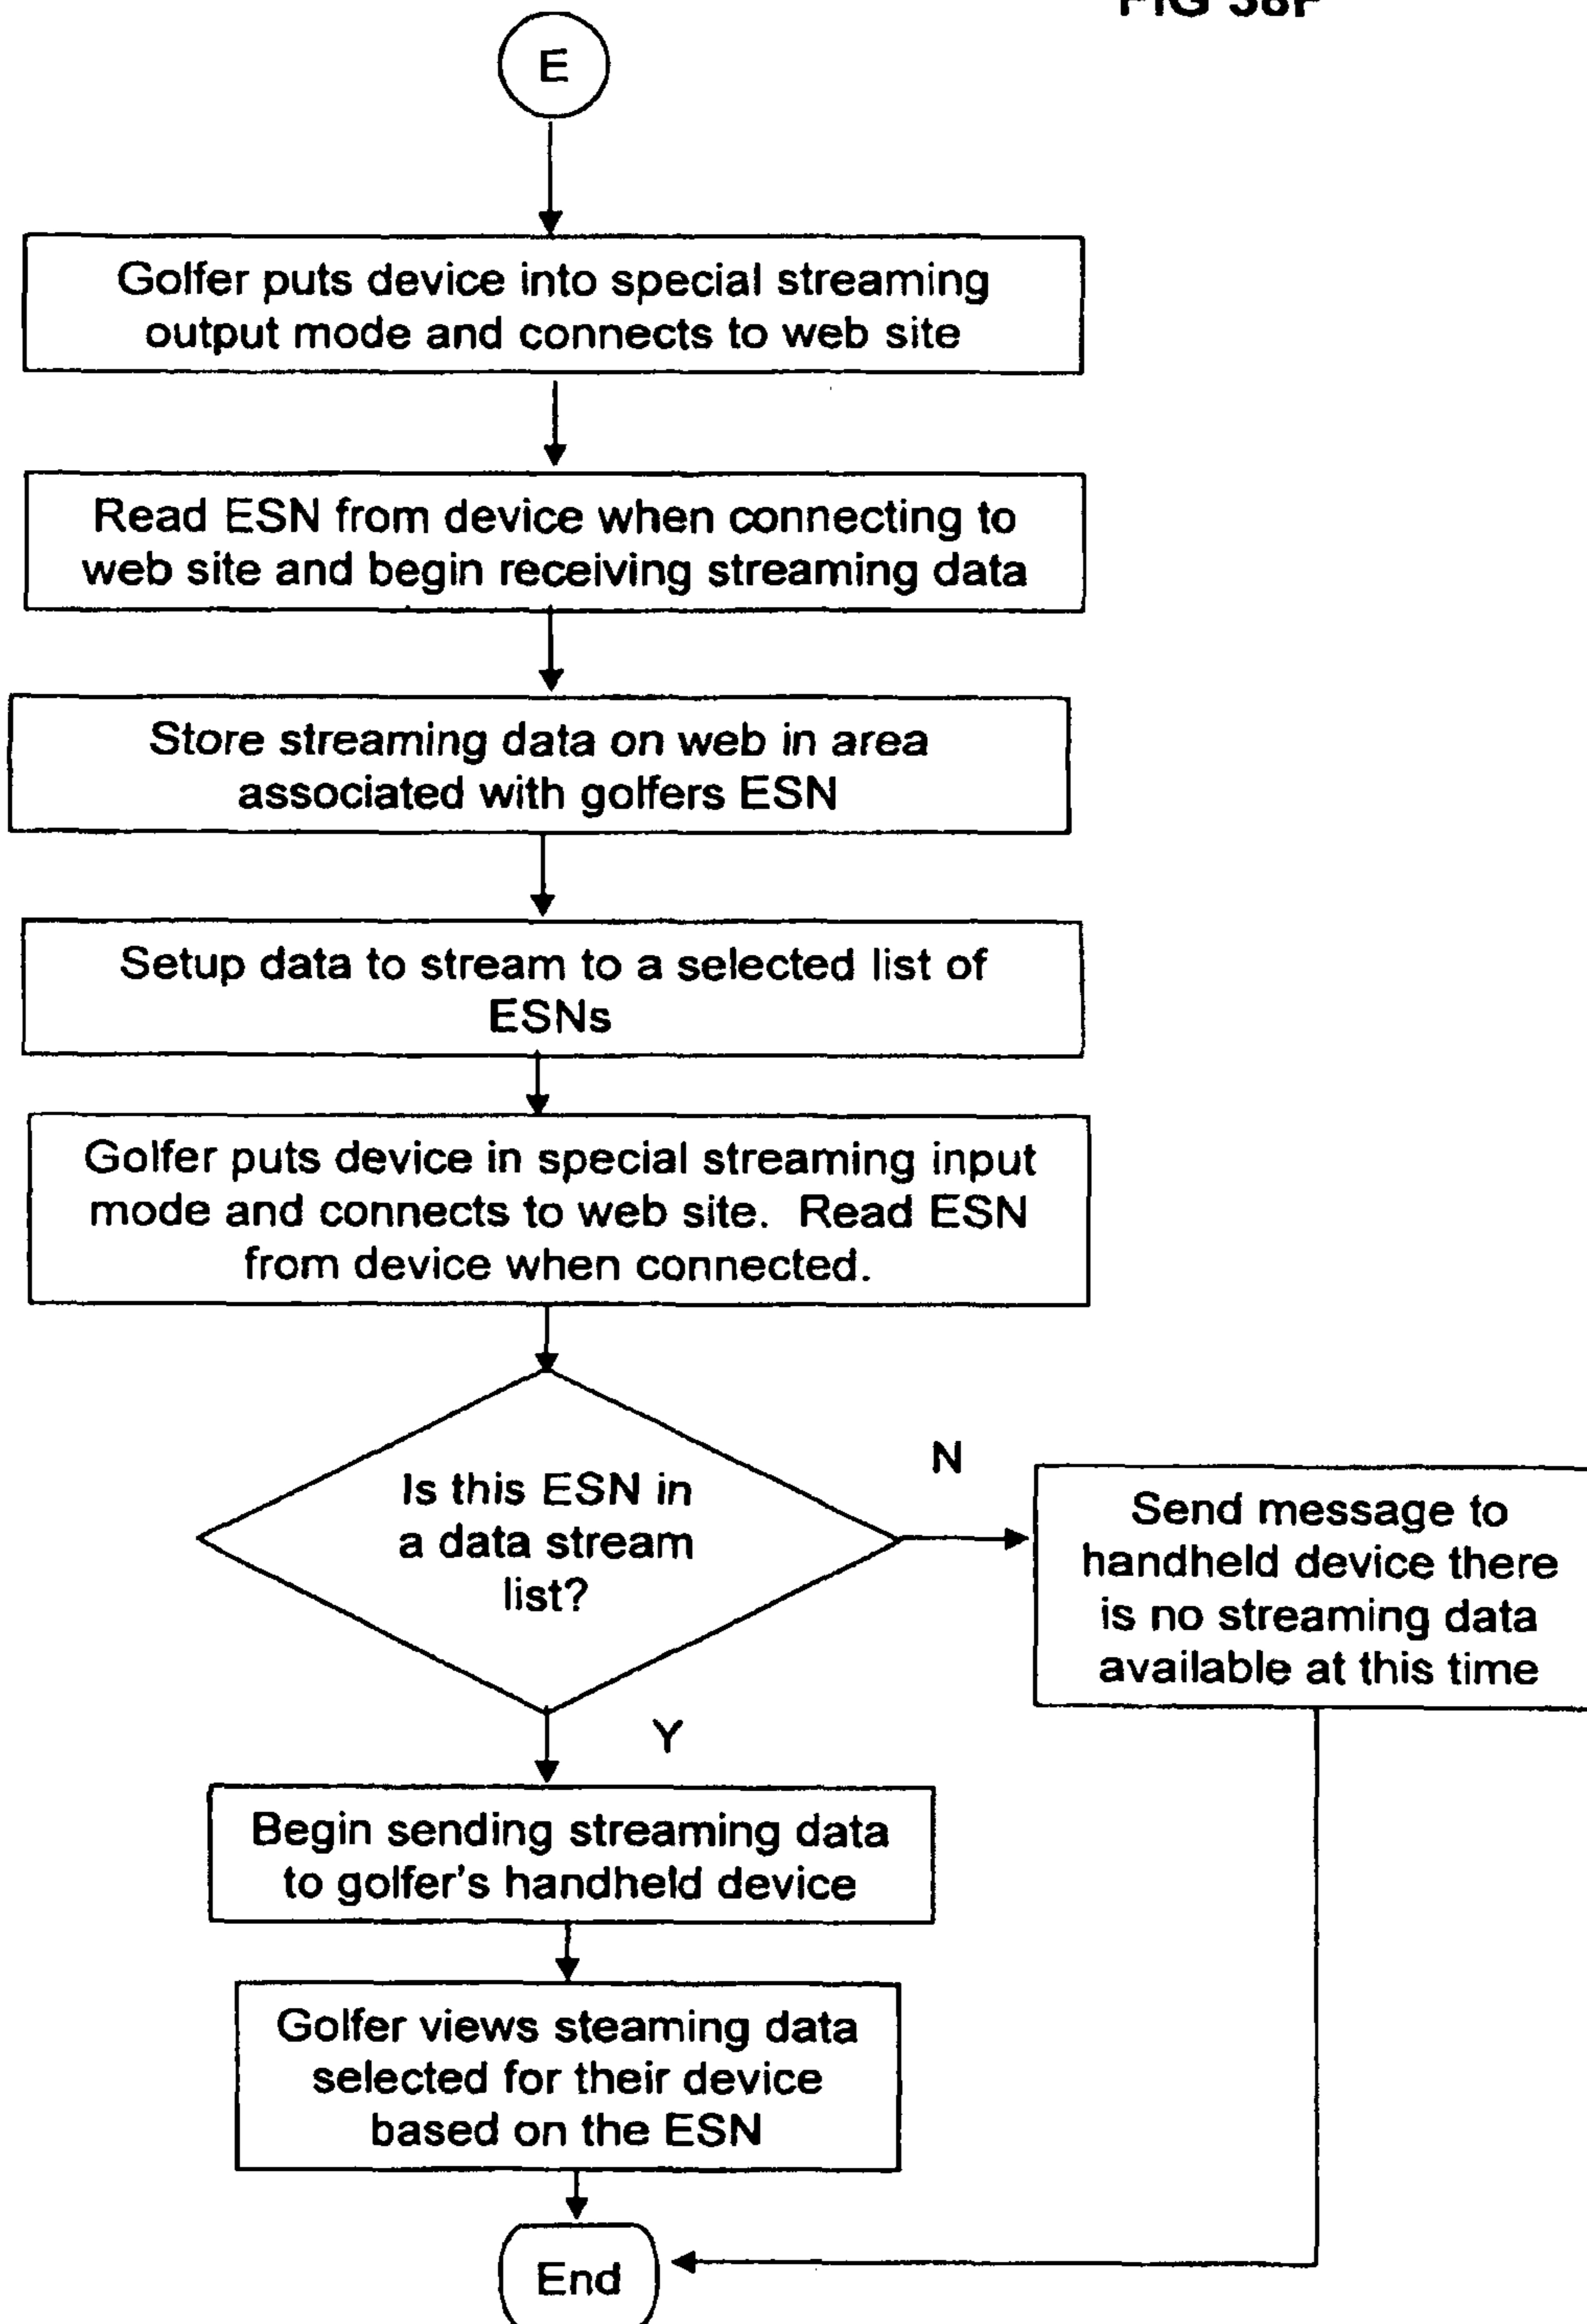 FIG 38F
E
Golfer puts device into special streaming
output mode and connects to web site
Read ESN from device when connecting to
web site and begin receiving streaming data
Store streaming data on web in area
associated with golfers ESN
Setup data to stream to a selected list of
ESNs
Golfer puts device in special streaming input
mode and connects to web site. Read ESN
from device when connected.
Is this ESN in
a data stream
list?
N
Send message to
handheld device there
is no streaming data
available at this time
Y
Begin sending streaming data
to golfer's handheld device
Golfer views steaming data
selected for their device
based on the ESN
End